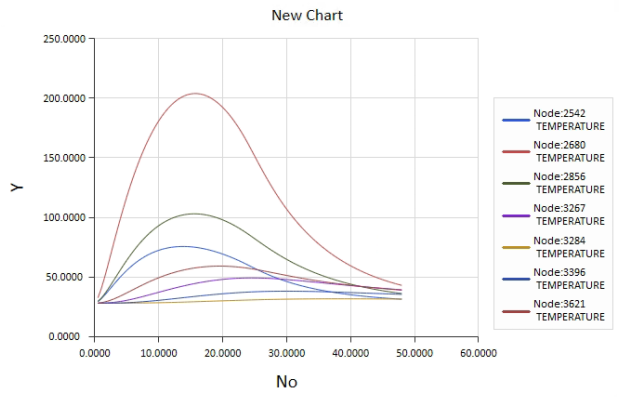 New Chart
250.0000
200.0000
150.0000
100.0000
50.0000
0.0000
Y
0.0000 10.0000 20.0000 30.0000 40.0000 50.0000 60.0000
No
Node:2542
TEMPERATURE
Node:2680
TEMPERATURE
Node:2856
TEMPERATURE
Node:3267
TEMPERATURE
Node:3284
TEMPERATURE
Node:3396
TEMPERATURE
Node:3621
TEMPERATURE